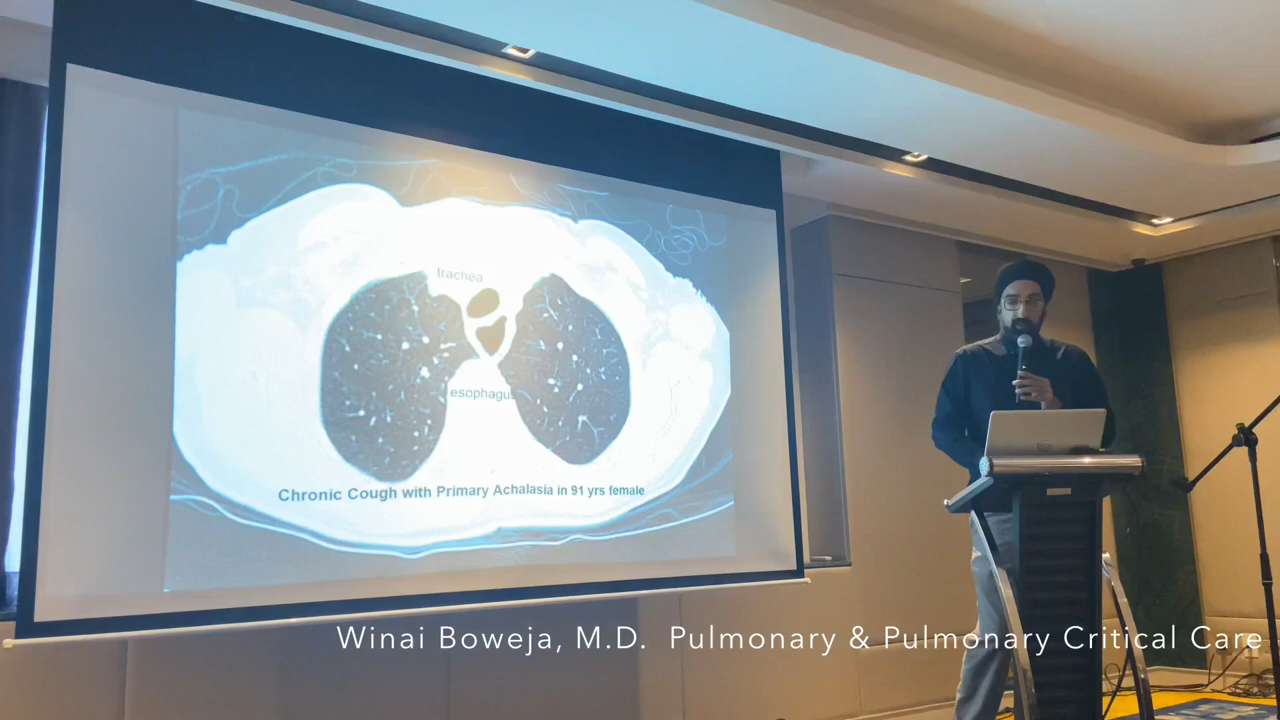 trachea
esophagus
Chronic Cough with Primary Achalasia in 91 yrs female
Winai Boweja, M.D. Pulmonary & Pulmonary Critical Care